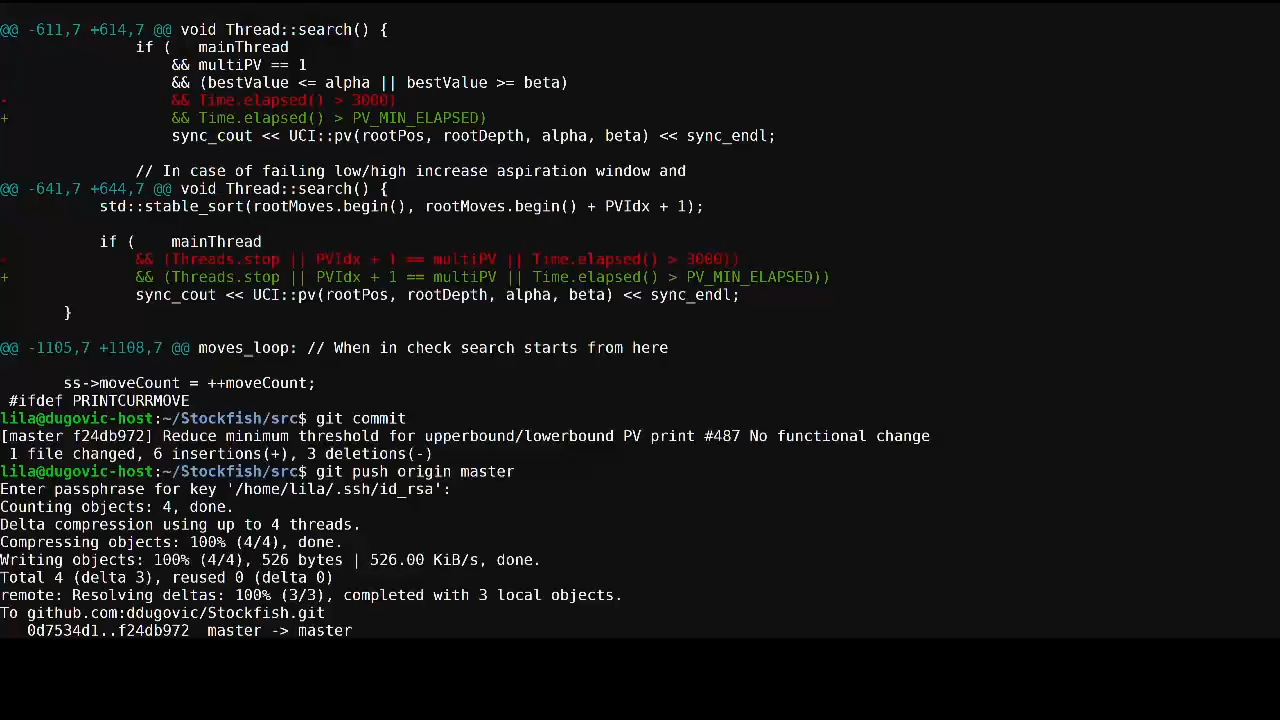 @@ -611,7 +614,7 @@ void Thread::search() {
               if (   mainThread
                   && multiPV == 1
                   && (bestValue <= alpha || bestValue >= beta)
-                  && Time.elapsed() > 3000)
+                  && Time.elapsed() > PV_MIN_ELAPSED)
                   sync_cout << UCI::pv(rootPos, rootDepth, alpha, beta) << sync_endl;
               // In case of failing low/high increase aspiration window and
@@ -641,7 +644,7 @@ void Thread::search() {
           std::stable_sort(rootMoves.begin(), rootMoves.begin() + PVIdx + 1);
           if (    mainThread
-              && (Threads.stop || PVIdx + 1 == multiPV || Time.elapsed() > 3000))
+              && (Threads.stop || PVIdx + 1 == multiPV || Time.elapsed() > PV_MIN_ELAPSED))
               sync_cout << UCI::pv(rootPos, rootDepth, alpha, beta) << sync_endl;
       }
@@ -1105,7 +1108,7 @@ moves_loop: // When in check search starts from here
       ss->moveCount = ++moveCount;
 #ifdef PRINTCURRMOVE
lila@dugovic-host:~/Stockfish/src$ git commit
[master f24db972] Reduce minimum threshold for upperbound/lowerbound PV print #487 No functional change
 1 file changed, 6 insertions(+), 3 deletions(-)
lila@dugovic-host:~/Stockfish/src$ git push origin master
Enter passphrase for key '/home/lila/.ssh/id_rsa':
Counting objects: 4, done.
Delta compression using up to 4 threads.
Compressing objects: 100% (4/4), done.
Writing objects: 100% (4/4), 526 bytes | 526.00 KiB/s, done.
Total 4 (delta 3), reused 0 (delta 0)
remote: Resolving deltas: 100% (3/3), completed with 3 local objects.
To github.com:ddugovic/Stockfish.git
   0d7534d1..f24db972  master -> master